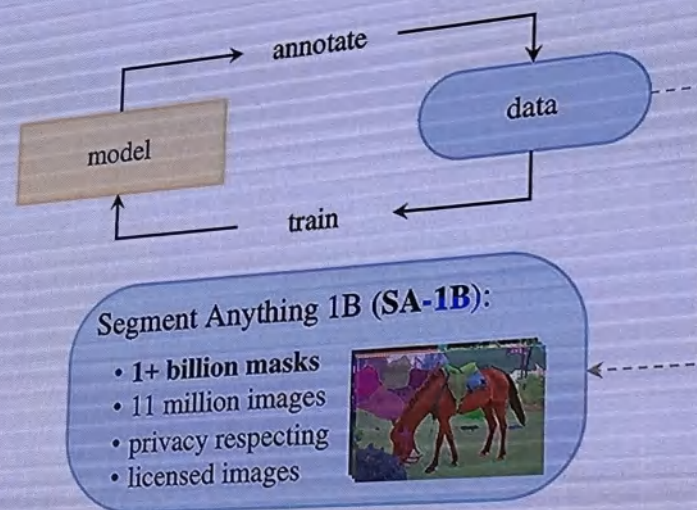 annotate
model
data
train
Segment Anything 1B (SA-1B):
• 1+ billion masks
• 11 million images
• privacy respecting
• licensed images